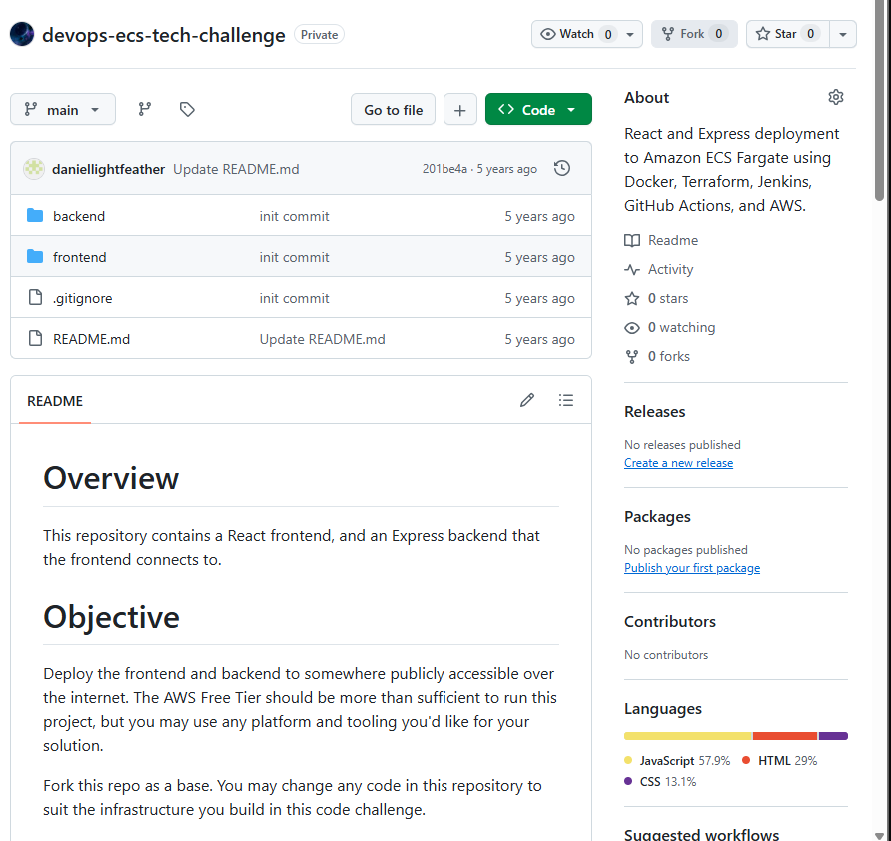 devops-ecs-tech-challenge Private
Watch 0
Fork 0
Star 0
main
Go to file
Code
daniellightfeather Update README.md 201be4a · 5 years ago
backend init commit 5 years ago
frontend init commit 5 years ago
.gitignore init commit 5 years ago
README.md Update README.md 5 years ago
README
Overview
This repository contains a React frontend, and an Express backend that
the frontend connects to.
Objective
Deploy the frontend and backend to somewhere publicly accessible over
the internet. The AWS Free Tier should be more than sufficient to run this
project, but you may use any platform and tooling you'd like for your
solution.
Fork this repo as a base. You may change any code in this repository to
suit the infrastructure you build in this code challenge.
About
React and Express deployment
to Amazon ECS Fargate using
Docker, Terraform, Jenkins,
GitHub Actions, and AWS.
Readme
Activity
0 stars
0 watching
0 forks
Releases
No releases published
Create a new release
Packages
No packages published
Publish your first package
Contributors
No contributors
Languages
JavaScript 57.9% HTML 29%
CSS 13.1%
Suggested workflows